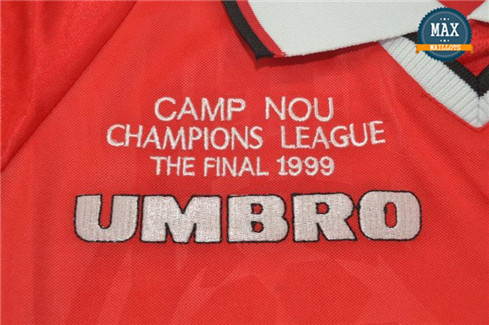 MAX
MAILLOTS
CAMP NOU
CHAMPIONS LEAGUE
THE FINAL 1999
UMBRO